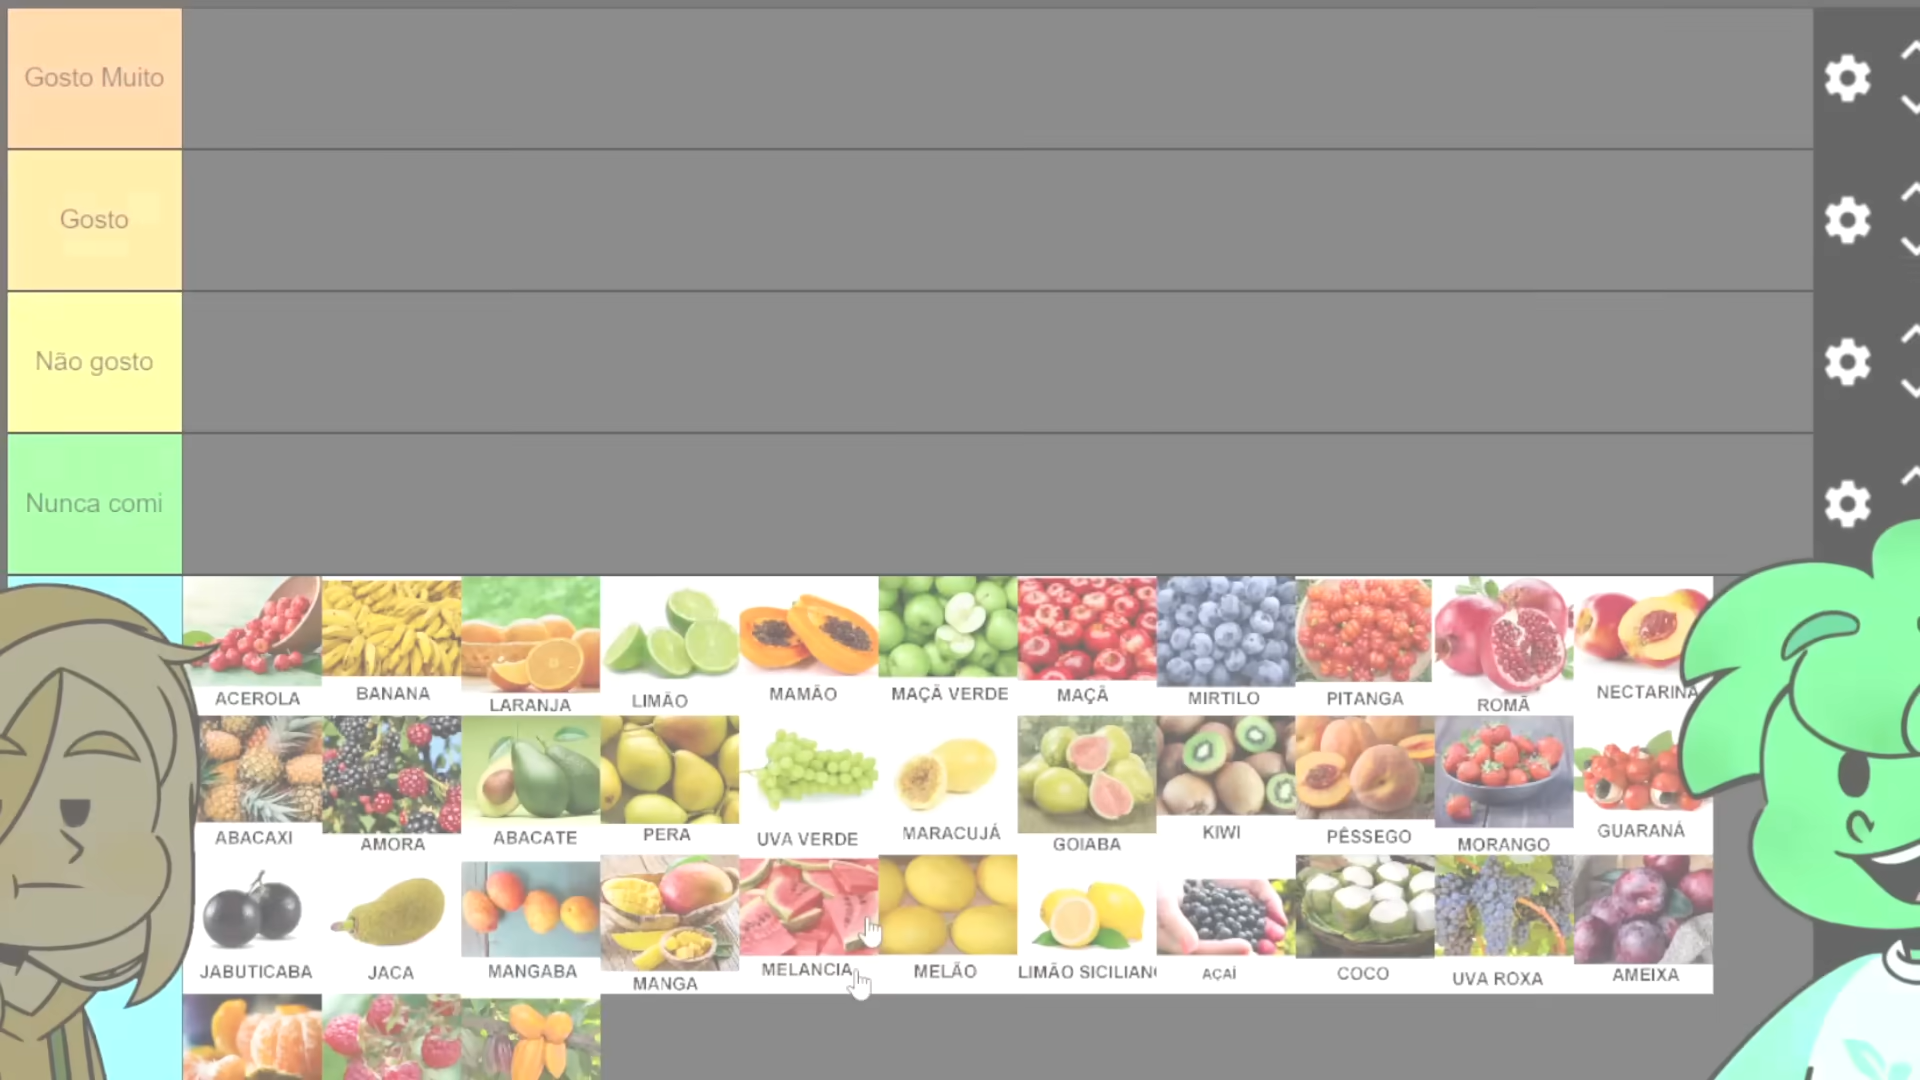 Gosto Muito
Gosto
Não gosto
Nunca comi
ACEROLA
BANANA
LARANJA
LIMÃO
MAMÃO
MAÇÃ VERDE
MAÇÃ
MIRTILO
PITANGA
ROMÃ
NECTARINA
ABACAXI
AMORA
ABACATE
PERA
UVA VERDE
MARACUJÁ
GOIABA
KIWI
PÊSSEGO
MORANGO
GUARANÁ
JABUTICABA
JACA
MANGABA
MANGA
MELANCIA
MELÃO
LIMÃO SICILIAN
AÇAÍ
COCO
UVA ROXA
AMEIXA